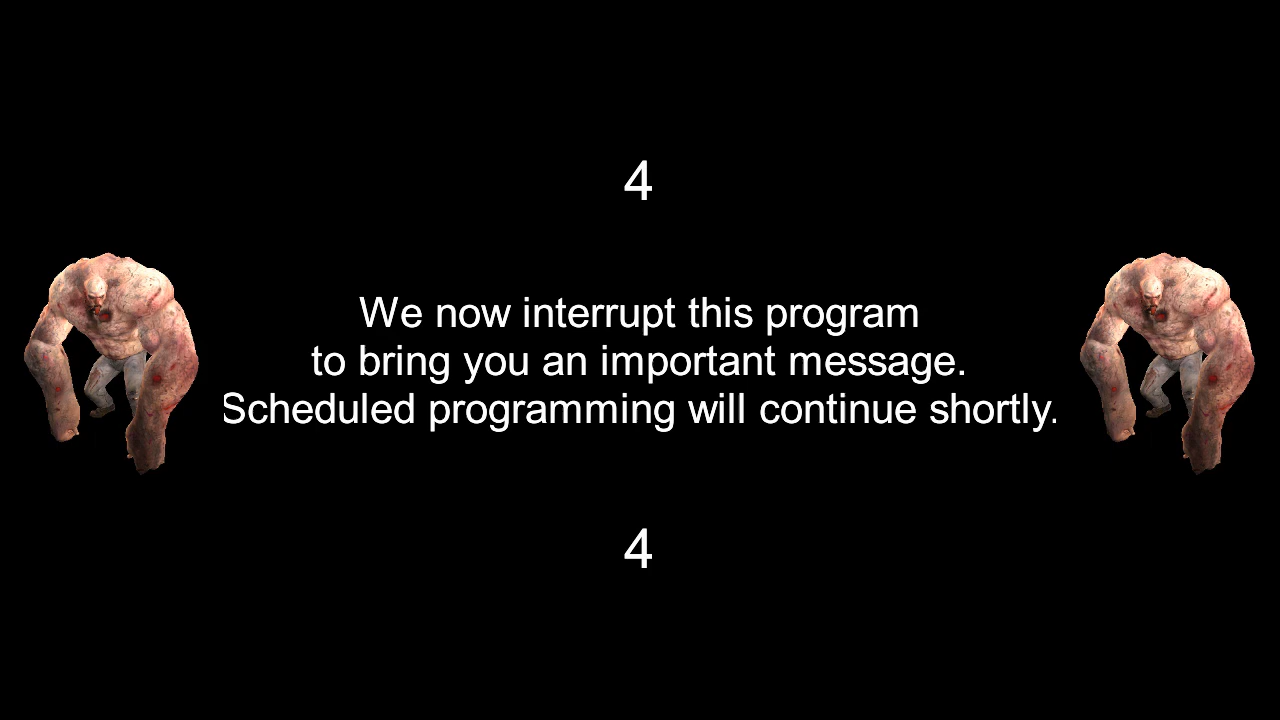 4
We now interrupt this program
to bring you an important message.
Scheduled programming will continue shortly.
4